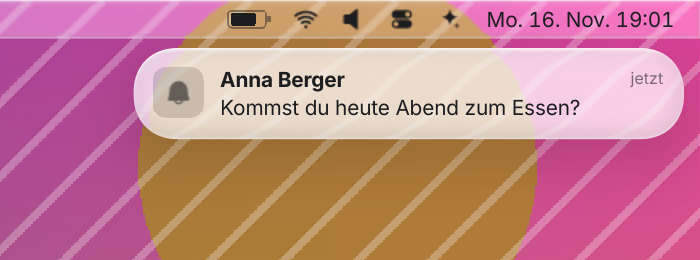 Mo. 16. Nov. 19:01
Anna Berger
jetzt
Kommst du heute Abend zum Essen?